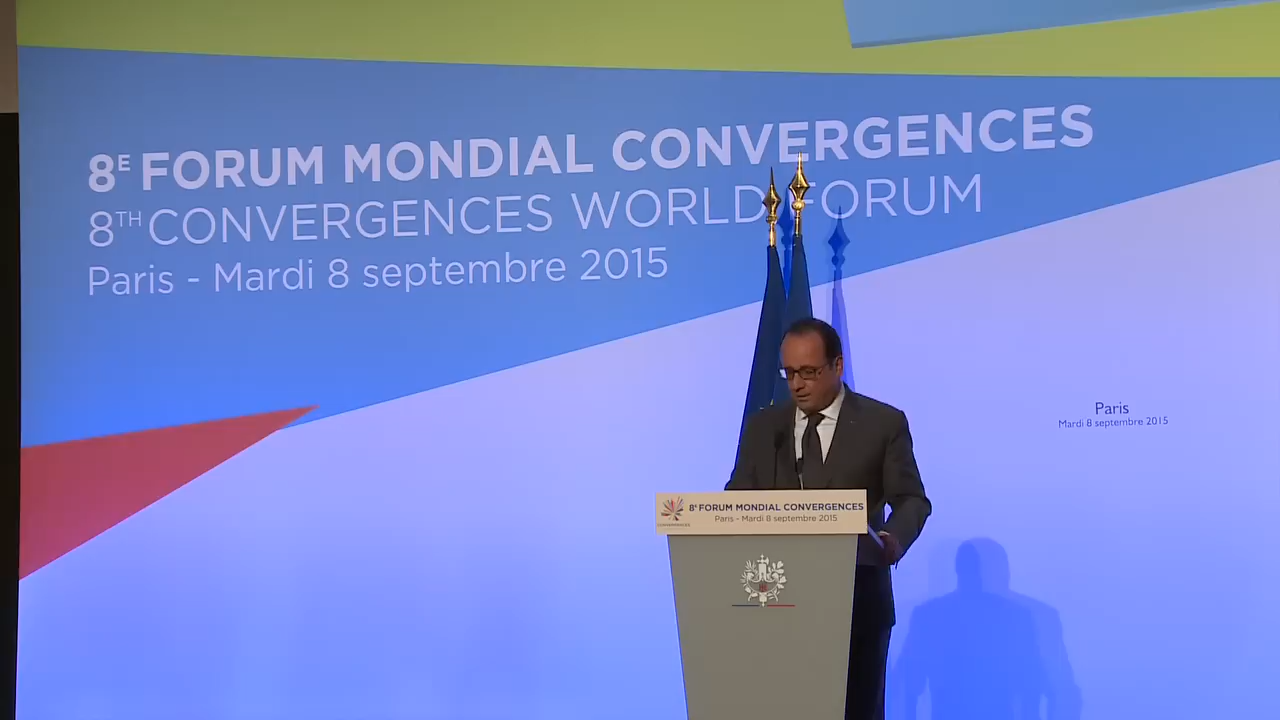 8E FORUM MONDIAL CONVERGENCES
8TH CONVERGENCES WORLD FORUM
Paris - Mardi 8 septembre 2015
Paris
Mardi 8 septembre 2015
8e FORUM MONDIAL CONVERGENCES
Paris - Mardi 8 septembre 2015
CONVERGENCES